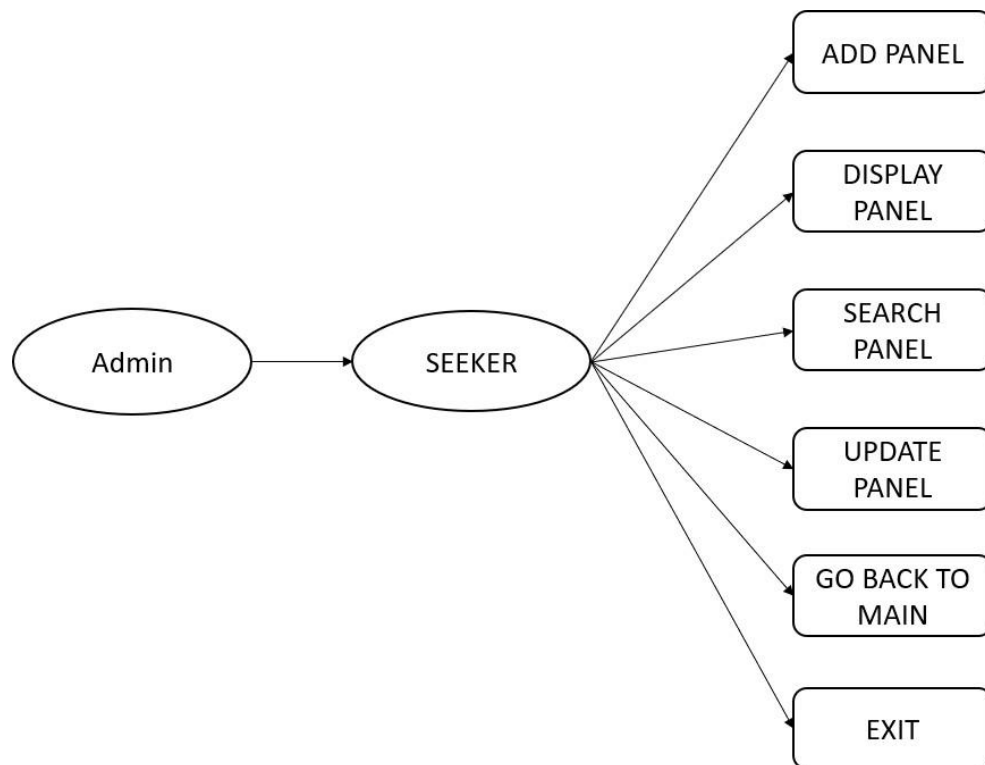 ADD PANEL
DISPLAY
PANEL
SEARCH
PANEL
Admin
SEEKER
UPDATE
PANEL
GO BACK TO
MAIN
EXIT